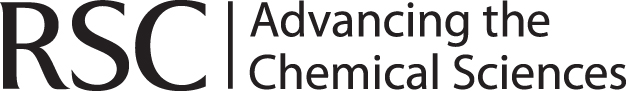 RSC
Advancing the
Chemical Sciences